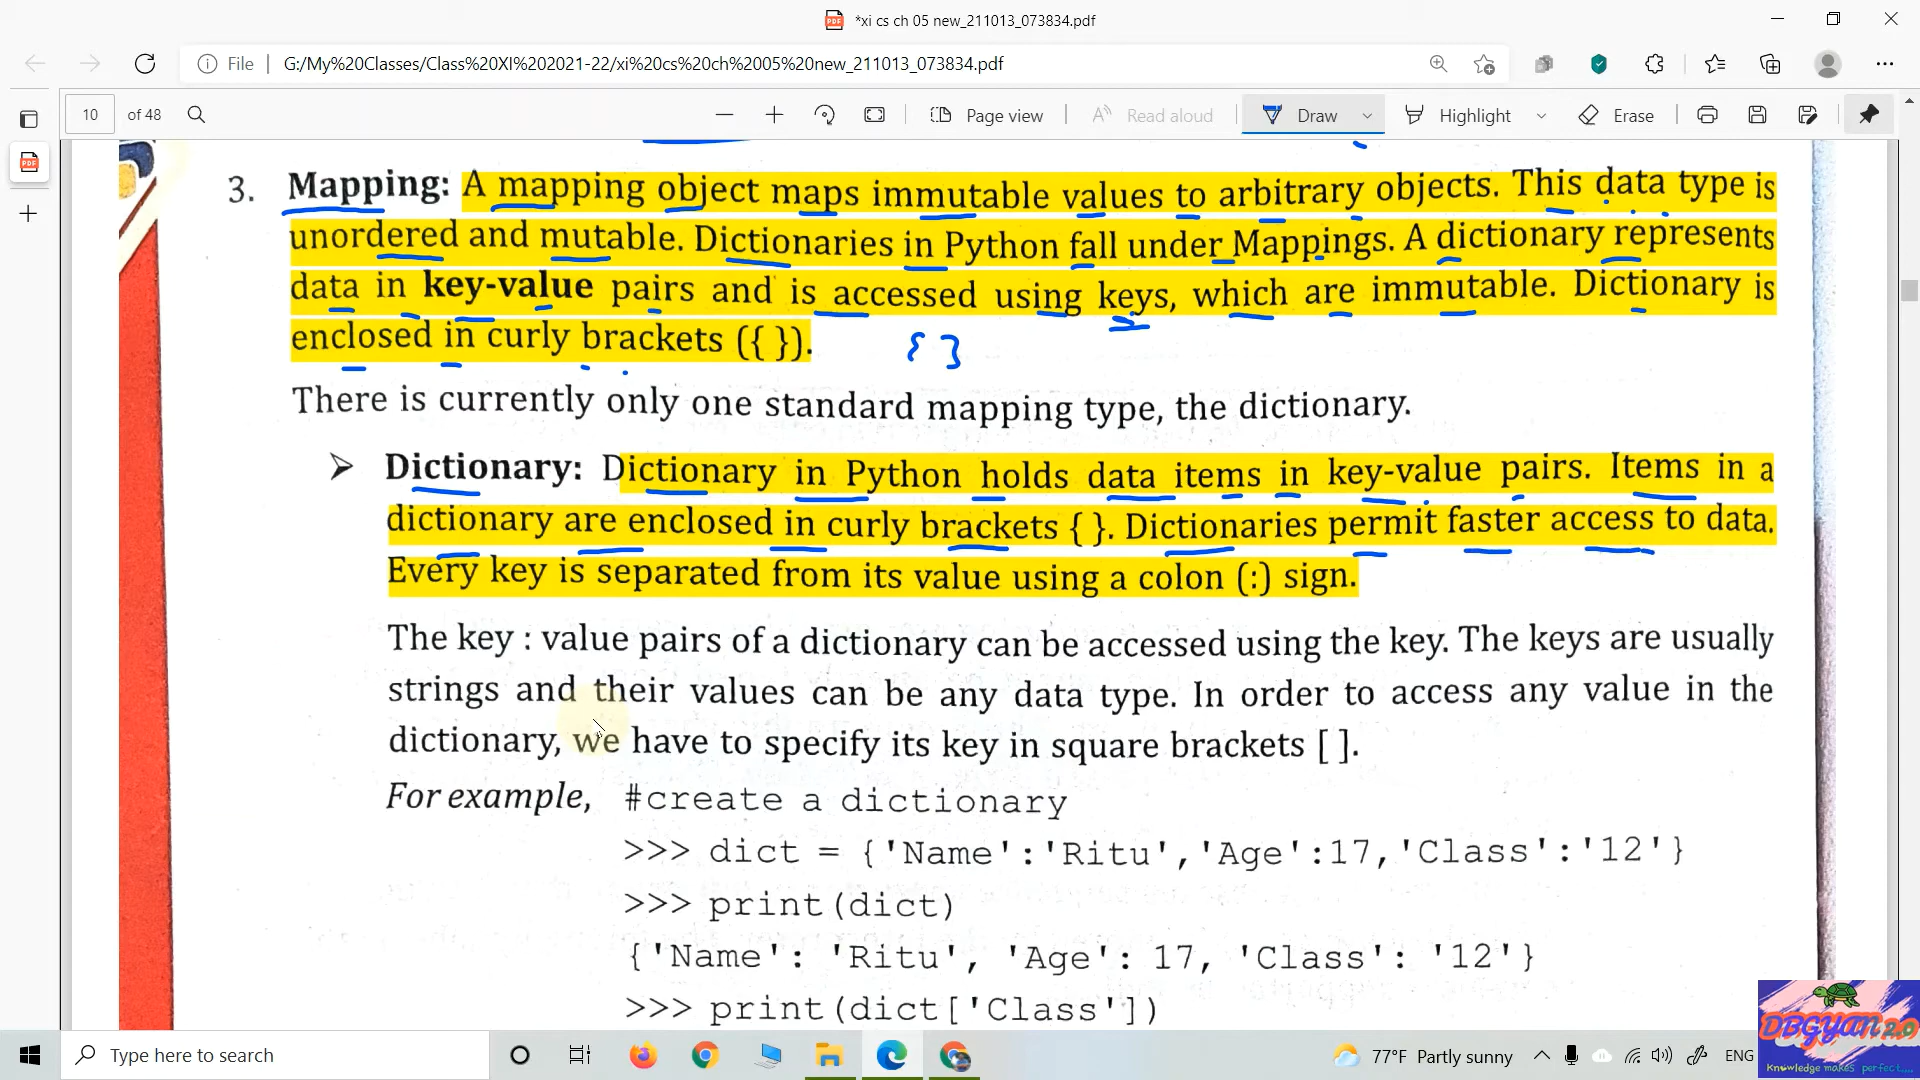 *xi cs ch 05 new_211013_073834.pdf
File
G:/My%20Classes/Class%20XI%202021-22/xi%20cs%20ch%2005%20new_211013_073834.pdf
10 of 48
Page view
Read aloud
Draw
Highlight
Erase
3. Mapping: A mapping object maps immutable values to arbitrary objects. This data type is
unordered and mutable. Dictionaries in Python fall under Mappings. A dictionary represents
data in key-value pairs and is accessed using keys, which are immutable. Dictionary is
enclosed in curly brackets ({ }). { }
There is currently only one standard mapping type, the dictionary.
➢ Dictionary: Dictionary in Python holds data items in key-value pairs. Items in a
dictionary are enclosed in curly brackets { }. Dictionaries permit faster access to data.
Every key is separated from its value using a colon (:) sign.
The key : value pairs of a dictionary can be accessed using the key. The keys are usually
strings and their values can be any data type. In order to access any value in the
dictionary, we have to specify its key in square brackets [ ].
For example, #create a dictionary
>>> dict = {'Name':'Ritu','Age':17,'Class':'12'}
>>> print(dict)
{'Name': 'Ritu', 'Age': 17, 'Class': '12'}
>>> print(dict['Class'])
DBGyan 2.0
Knowledge makes perfect....
Type here to search
77°F Partly sunny
ENG